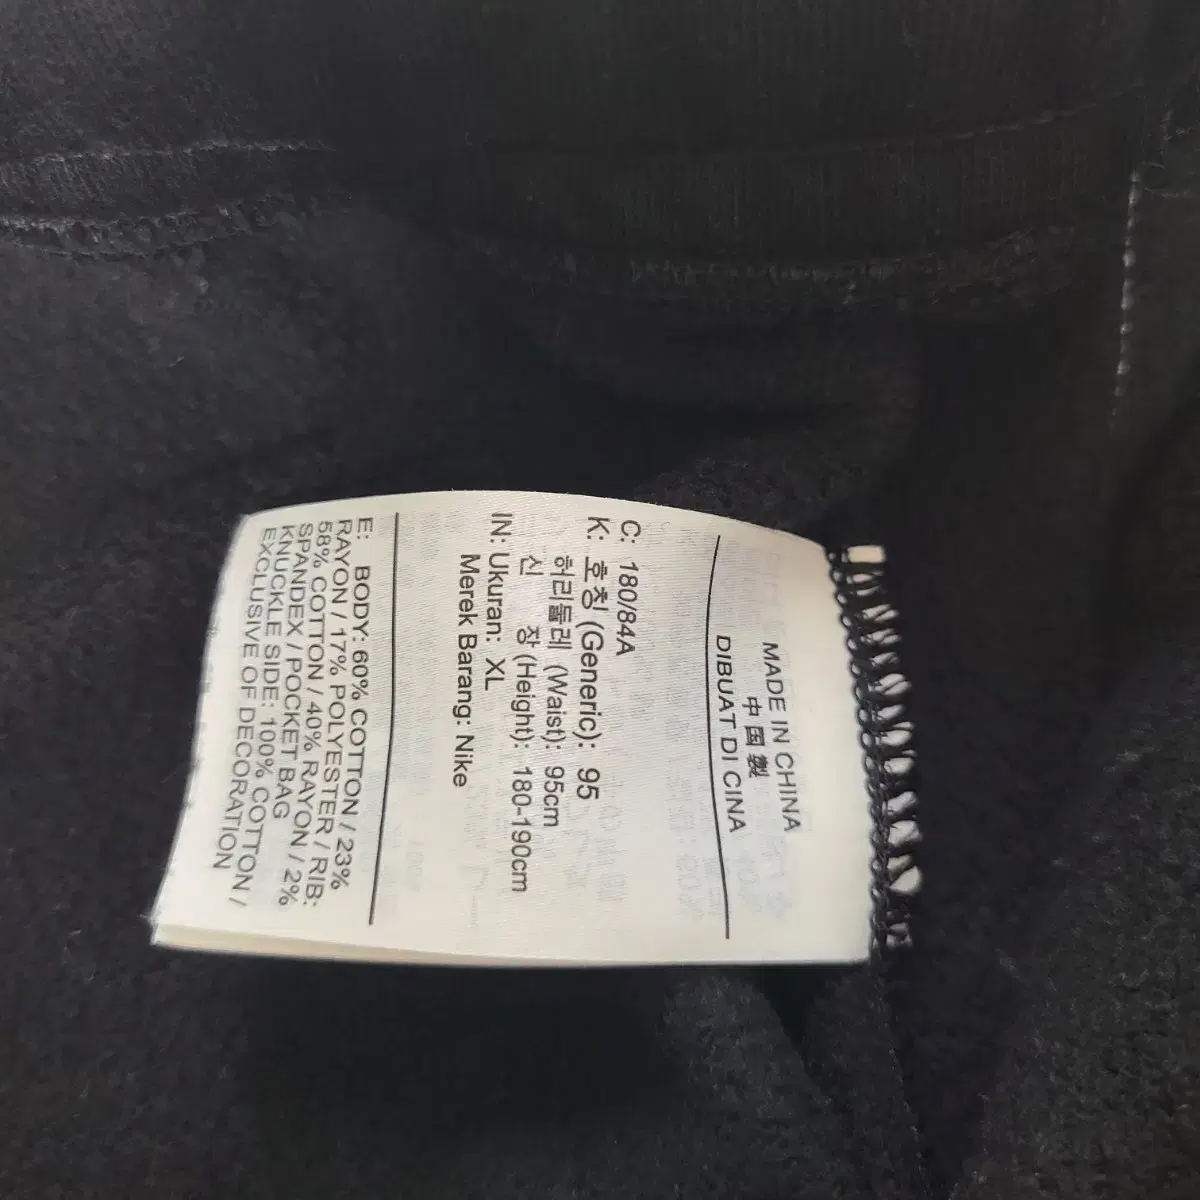 MADE IN CHINA
中国製
DIBUAT DI CINA
C: 180/84A
K: 호칭 (Generic): 95
허리둘레 (Waist): 95cm
신 장 (Height): 180-190cm
IN: Ukuran: XL
Merek Barang: Nike
E: BODY: 60% COTTON / 23%
RAYON / 17% POLYESTER / RIB:
58% COTTON / 40% RAYON / 2%
SPANDEX / POCKET BAG
KNUCKLE SIDE: 100% COTTON /
EXCLUSIVE OF DECORATION